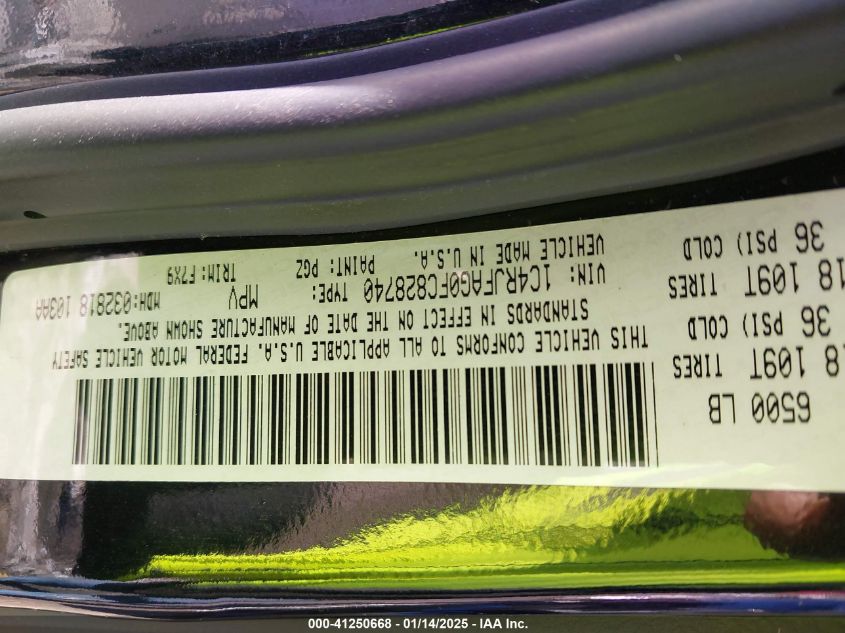 6500 LB
18 109T TIRES
36 PSI) COLD
18 109T TIRES
36 PSI) COLD
THIS VEHICLE CONFORMS TO ALL APPLICABLE U.S.A. FEDERAL MOTOR VEHICLE SAFETY
STANDARDS IN EFFECT ON THE DATE OF MANUFACTURE SHOWN ABOVE.
VIN: 1C4RJFAG0FC828740 TYPE: MPV MDH:032818 103AA
VEHICLE MADE IN U.S.A. PAINT: PGZ TRIM:F7X9
000-41250668 — 01/14/2025 - IAA Inc.